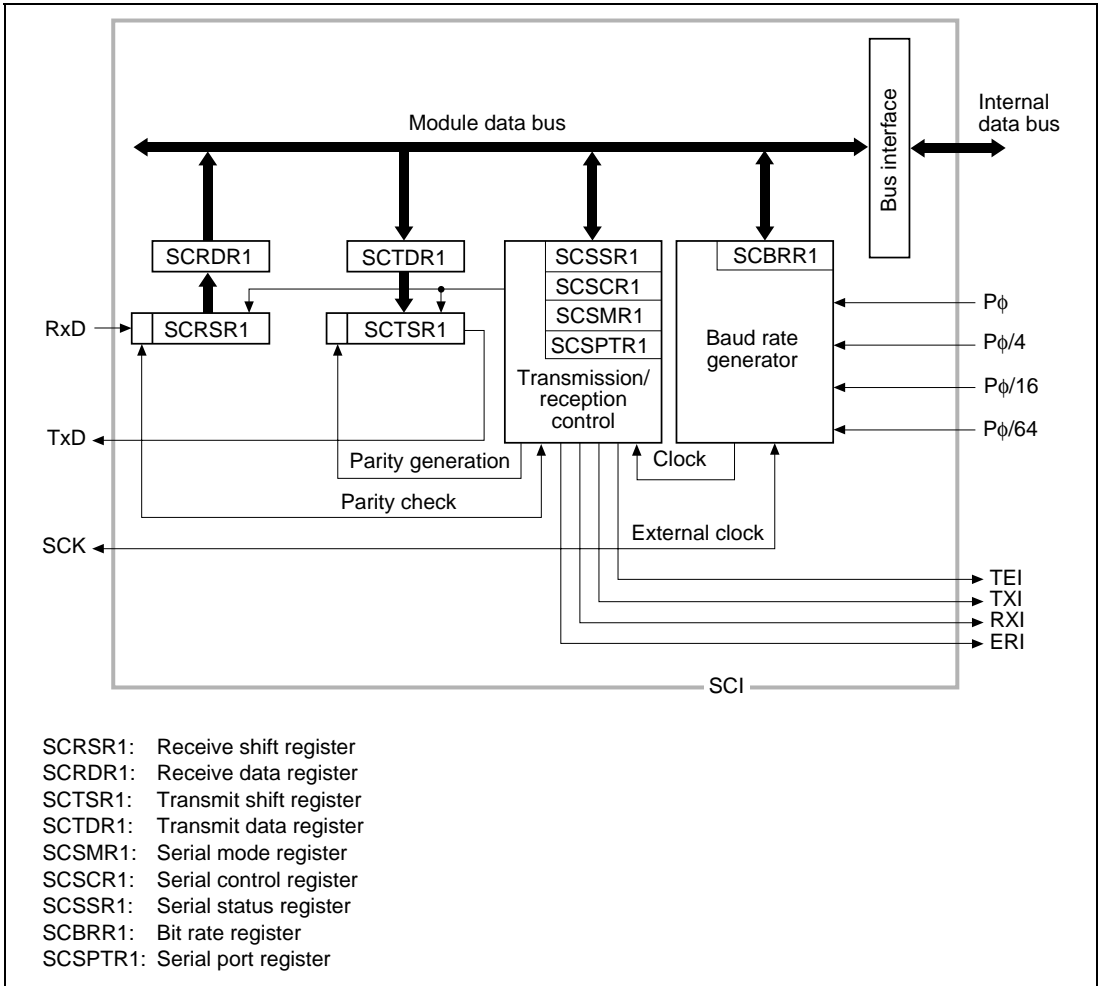 Bus interface
Internal
data bus
Module data bus
SCRDR1
SCTDR1
SCSSR1
SCBRR1
SCSCR1
SCSMR1
SCSPTR1
RxD
SCRSR1
SCTSR1
Pϕ
Pϕ/4
Pϕ/16
Pϕ/64
Baud rate
generator
Transmission/
reception
control
TxD
Parity generation
Clock
Parity check
SCK
External clock
TEI
TXI
RXI
ERI
SCI
SCRSR1: Receive shift register
SCRDR1: Receive data register
SCTSR1: Transmit shift register
SCTDR1: Transmit data register
SCSMR1: Serial mode register
SCSCR1: Serial control register
SCSSR1: Serial status register
SCBRR1: Bit rate register
SCSPTR1: Serial port register